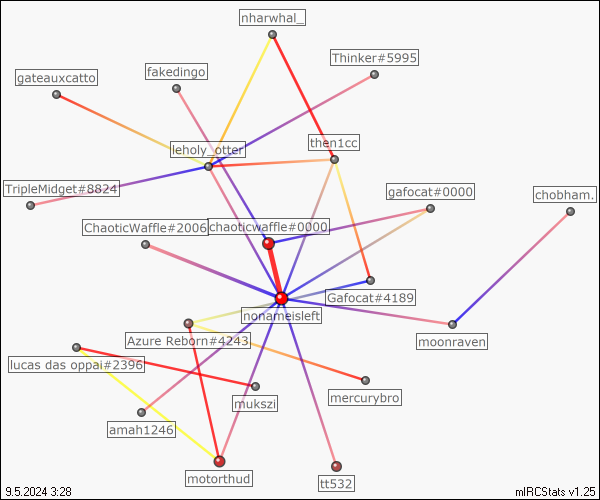 nharwhal_
Thinker#5995
fakedingo
gateauxcatto
then1cc
leholy_otter
TripleMidget#8824
gafocat#0000
chobham.
ChaoticWaffle#2006
chaoticwaffle#0000
Gafocat#4189
nonameisleft
Azure Reborn#4243
moonraven
lucas das oppai#2396
mercurybro
mukszi
amah1246
motorthud
tt532
9.5.2024 3:28
mIRCStats v1.25